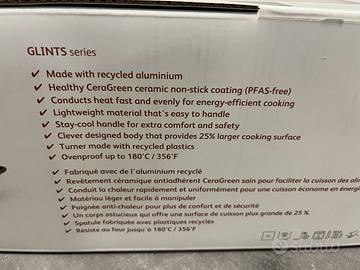 GLINTS series
✓ Made with recycled aluminium
✓ Healthy CeraGreen ceramic non-stick coating (PFAS-free)
✓ Conducts heat fast and evenly for energy-efficient cooking
✓ Lightweight material that's easy to handle
✓ Stay-cool handle for extra comfort and safety
✓ Clever designed body that provides 25% larger cooking surface
✓ Turner made with recycled plastics
✓ Ovenproof up to 180°C / 356°F
✓ Fabriqué avec de l'aluminium recyclé
✓ Revêtement céramique antiadhérent CeraGreen sain pour faciliter la cuisson des
✓ Conduit la chaleur rapidement et uniformément pour une cuisson économe en
✓ Matériau léger et facile à manipuler
✓ Poignée anti-chaleur pour plus de confort et de sécurité
✓ Un corps astucieux qui offre une surface de cuisson plus grande de 25 %.
✓ Spatule fabriquée avec plastiques recyclés
✓ Résiste au four jusqu'à 180°C / 356°F
subito